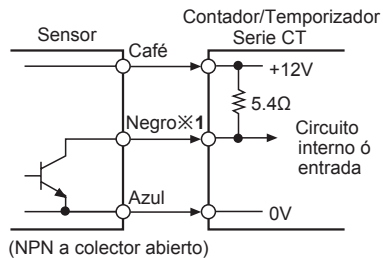 Contador/Temporizador
Sensor
Serie CT
Café
+12V
5.4Ω
Negro※1
Circuito
interno ó
entrada
Azul
0V
(NPN a colector abierto)